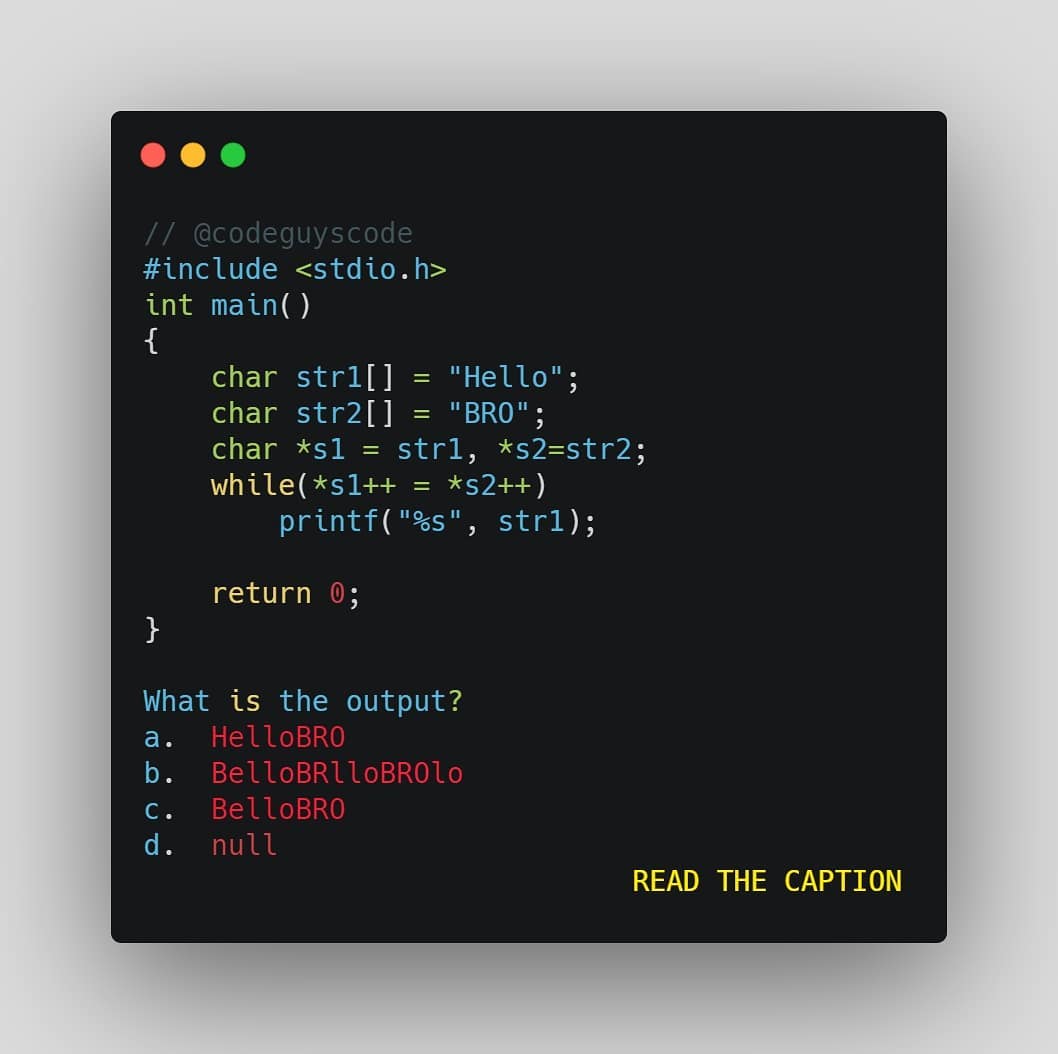 // @codeguyscode
#include <stdio.h>
int main()
{
    char str1[] = "Hello";
    char str2[] = "BRO";
    char *s1 = str1, *s2=str2;
    while(*s1++ = *s2++)
        printf("%s", str1);

    return 0;
}

What is the output?
a.  HelloBRO
b.  BelloBRlloBROlo
c.  BelloBRO
d.  null
READ THE CAPTION